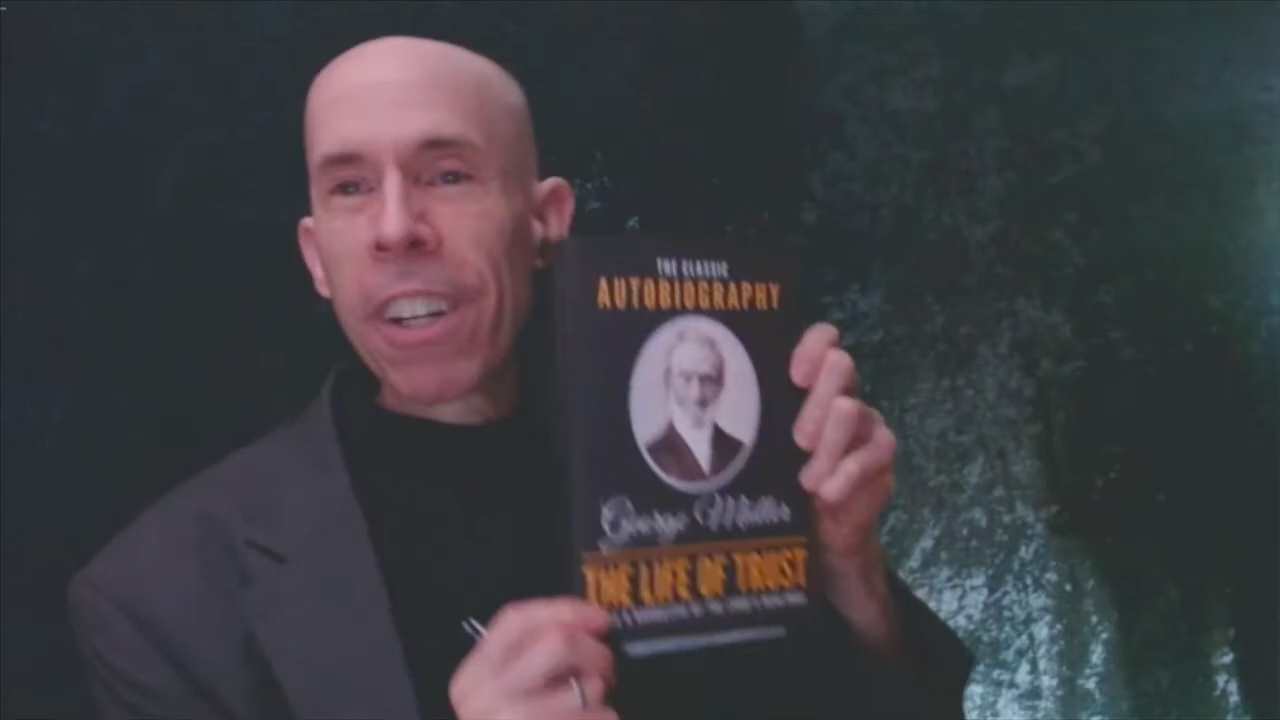 THE CLASSIC
AUTOBIOGRAPHY
George Müller
THE LIFE OF TRUST